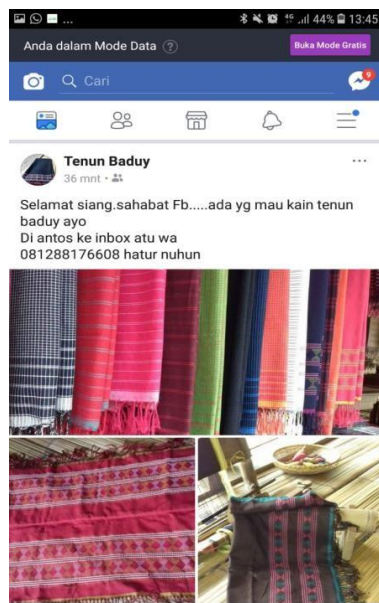 ... 4G 44% 13:45
Anda dalam Mode Data ?
Buka Mode Gratis
Cari
9
Tenun Baduy
36 mnt
Selamat siang.sahabat Fb.....ada yg mau kain tenun
baduy ayo
Di antos ke inbox atu wa
081288176608 hatur nuhun